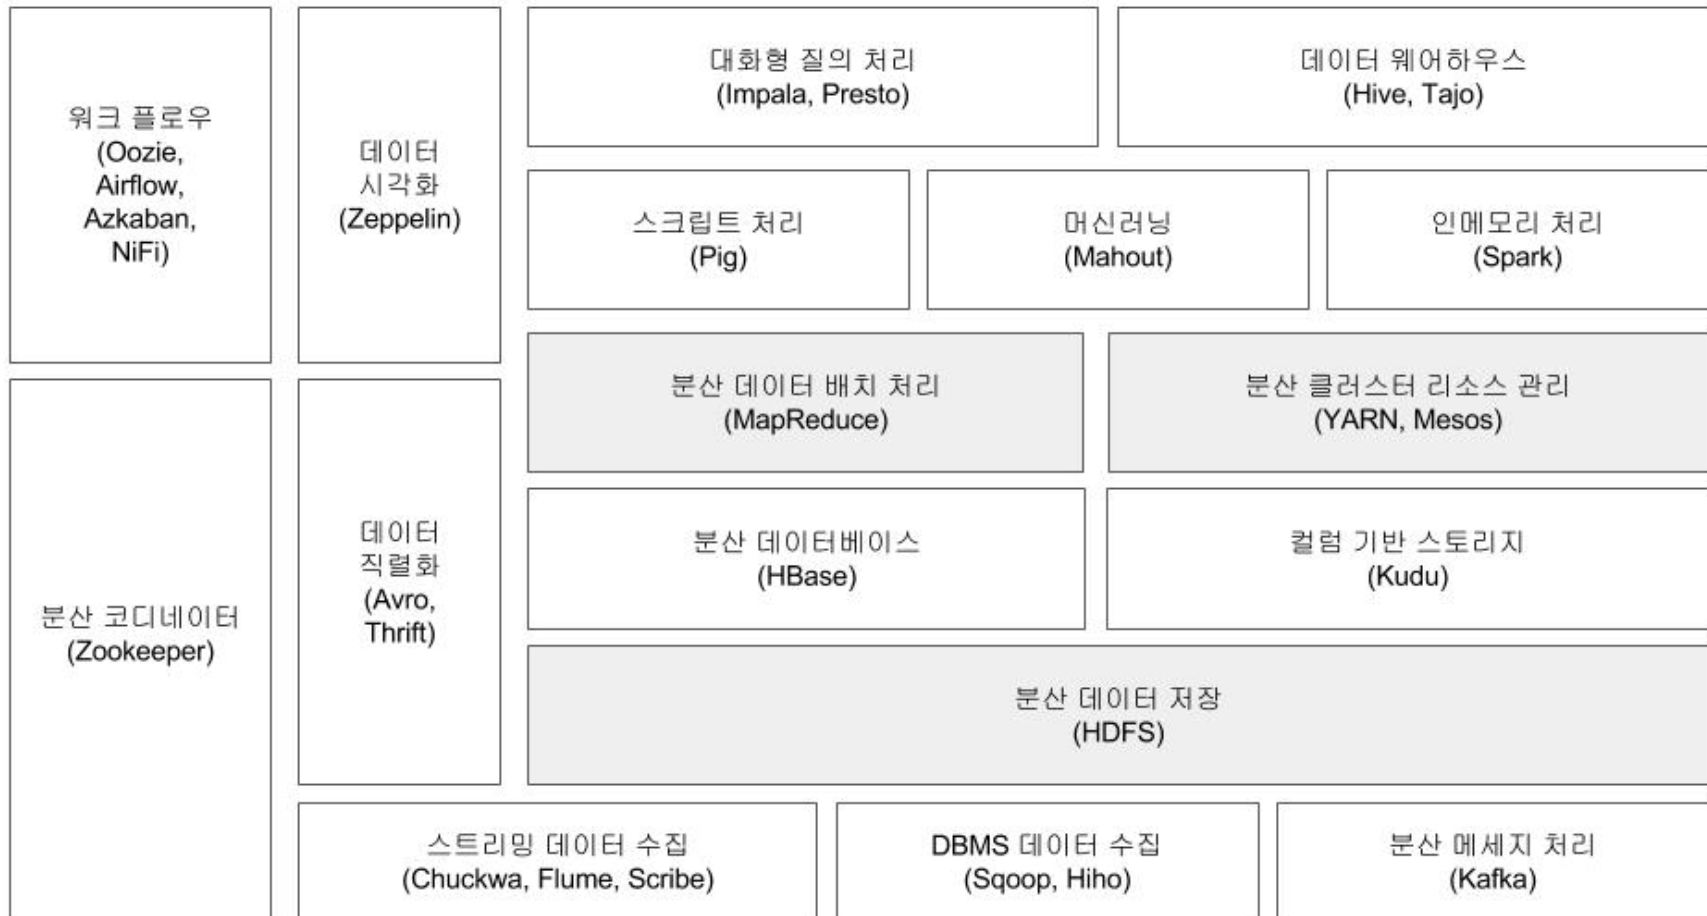 워크 플로우
(Oozie,
Airflow,
Azkaban,
NiFi)
데이터
시각화
(Zeppelin)
대화형 질의 처리
(Impala, Presto)
데이터 웨어하우스
(Hive, Tajo)
스크립트 처리
(Pig)
머신러닝
(Mahout)
인메모리 처리
(Spark)
분산 데이터 배치 처리
(MapReduce)
분산 클러스터 리소스 관리
(YARN, Mesos)
분산 코디네이터
(Zookeeper)
데이터
직렬화
(Avro,
Thrift)
분산 데이터베이스
(HBase)
컬럼 기반 스토리지
(Kudu)
분산 데이터 저장
(HDFS)
스트리밍 데이터 수집
(Chuckwa, Flume, Scribe)
DBMS 데이터 수집
(Sqoop, Hiho)
분산 메세지 처리
(Kafka)